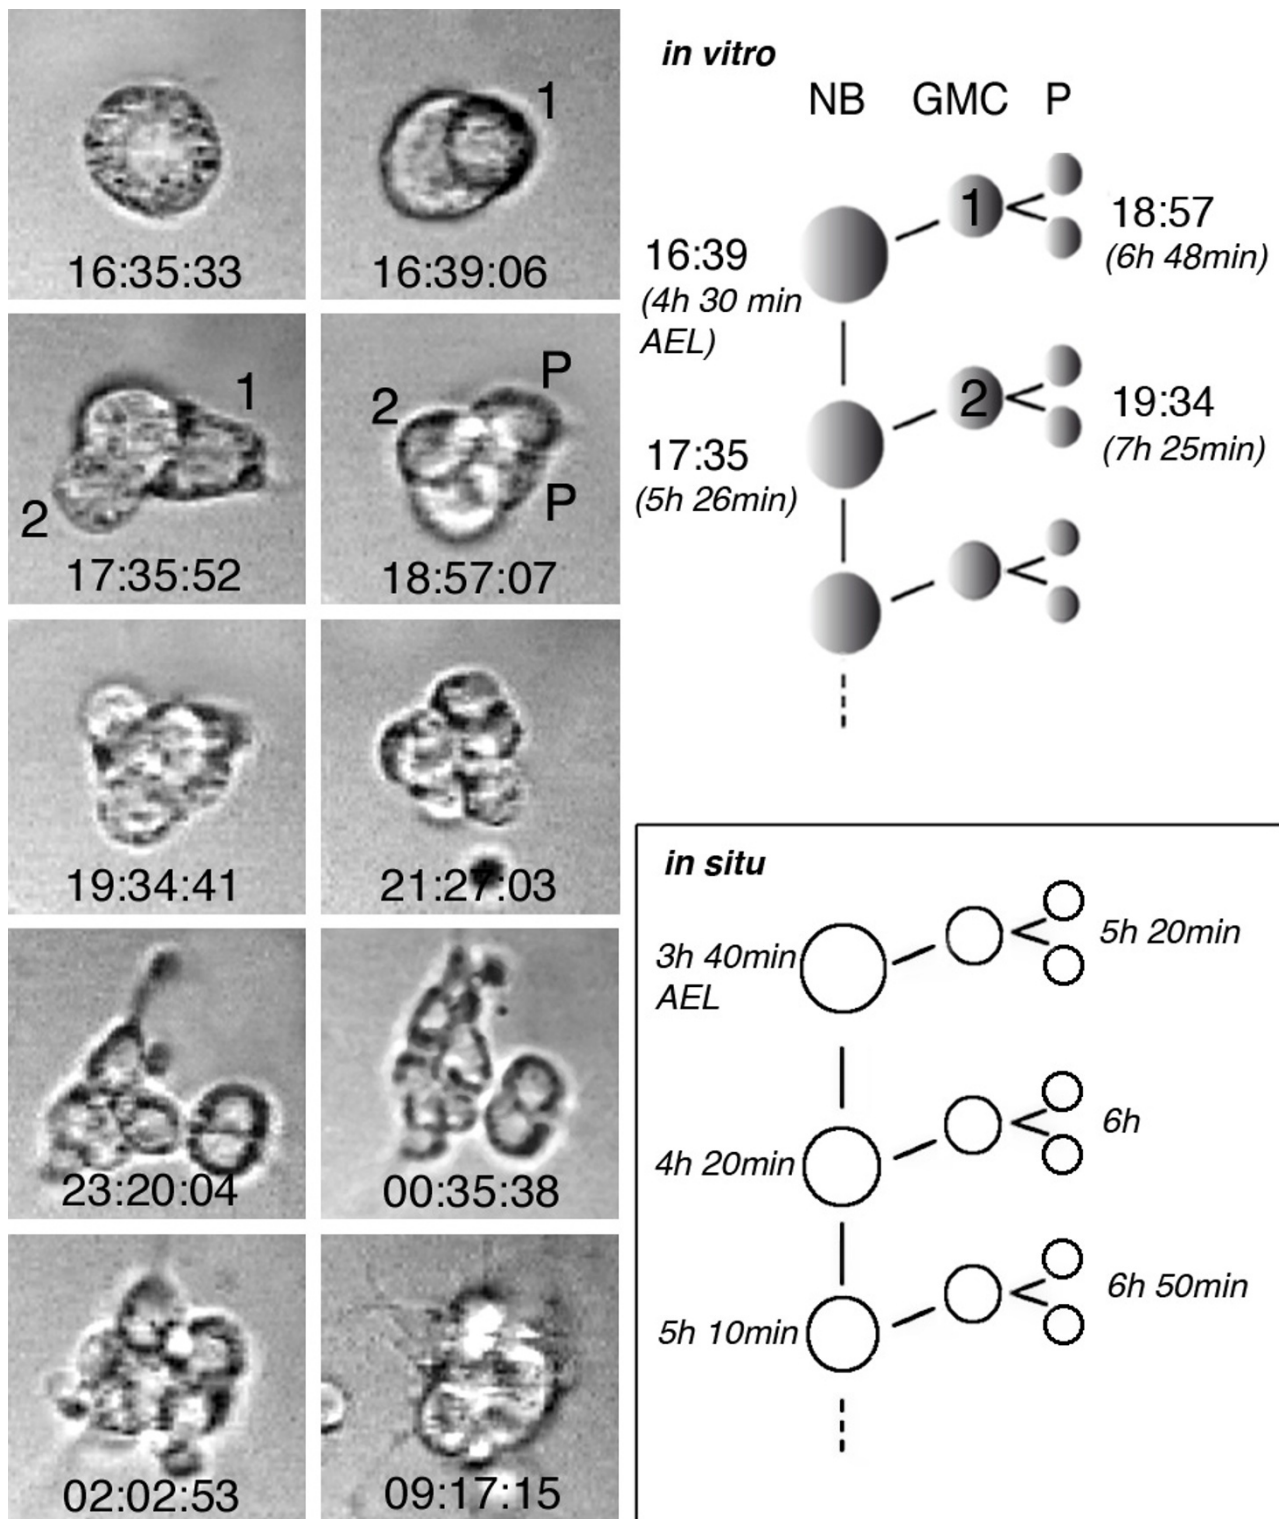 1
16:35:33
16:39:06
1
2
17:35:52
2
P
P
18:57:07
19:34:41
21:27:03
23:20:04
00:35:38
02:02:53
09:17:15
in vitro
NB GMC P
1
18:57
(6h 48min)
16:39
(4h 30 min
AEL)
2
19:34
(7h 25min)
17:35
(5h 26min)
in situ
3h 40min
AEL
5h 20min
4h 20min
6h
5h 10min
6h 50min